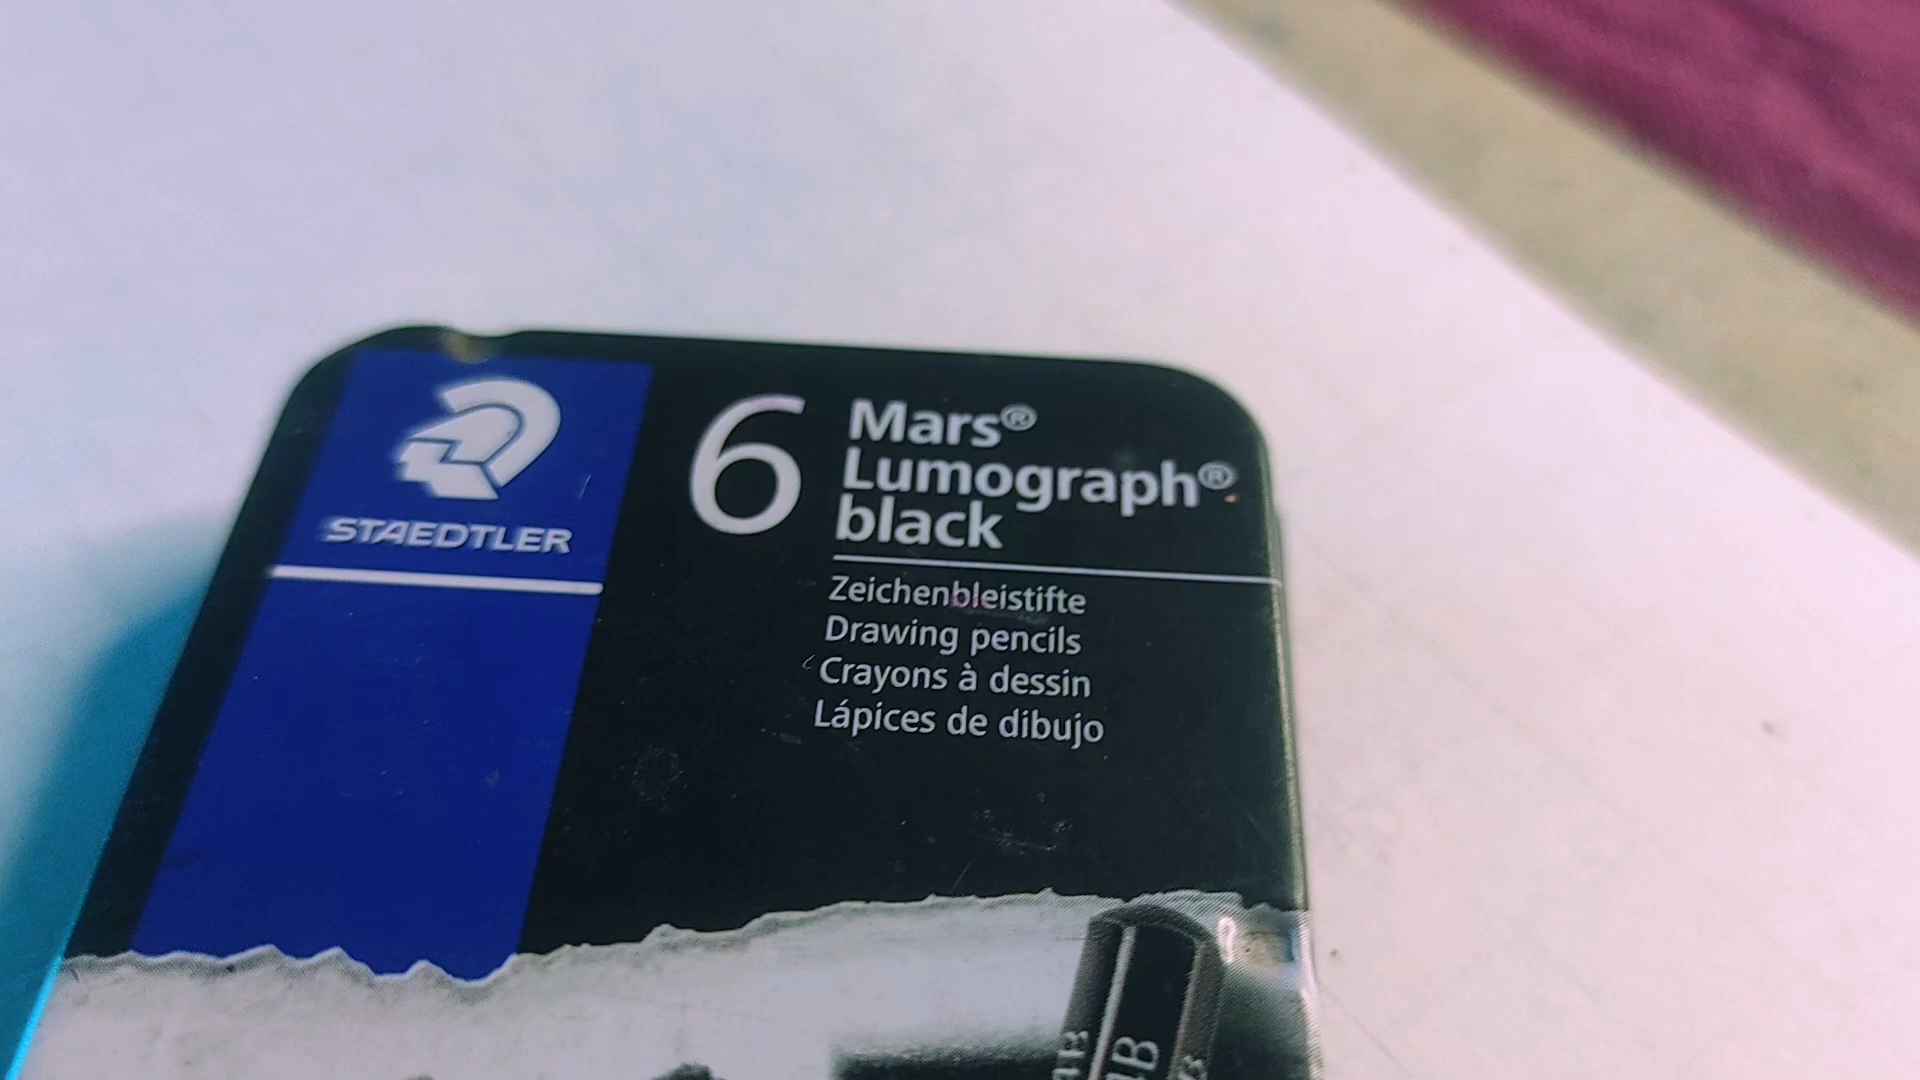 STAEDTLER
6
Mars®
Lumograph®
black
Zeichenbleistifte
Drawing pencils
Crayons à dessin
Lápices de dibujo